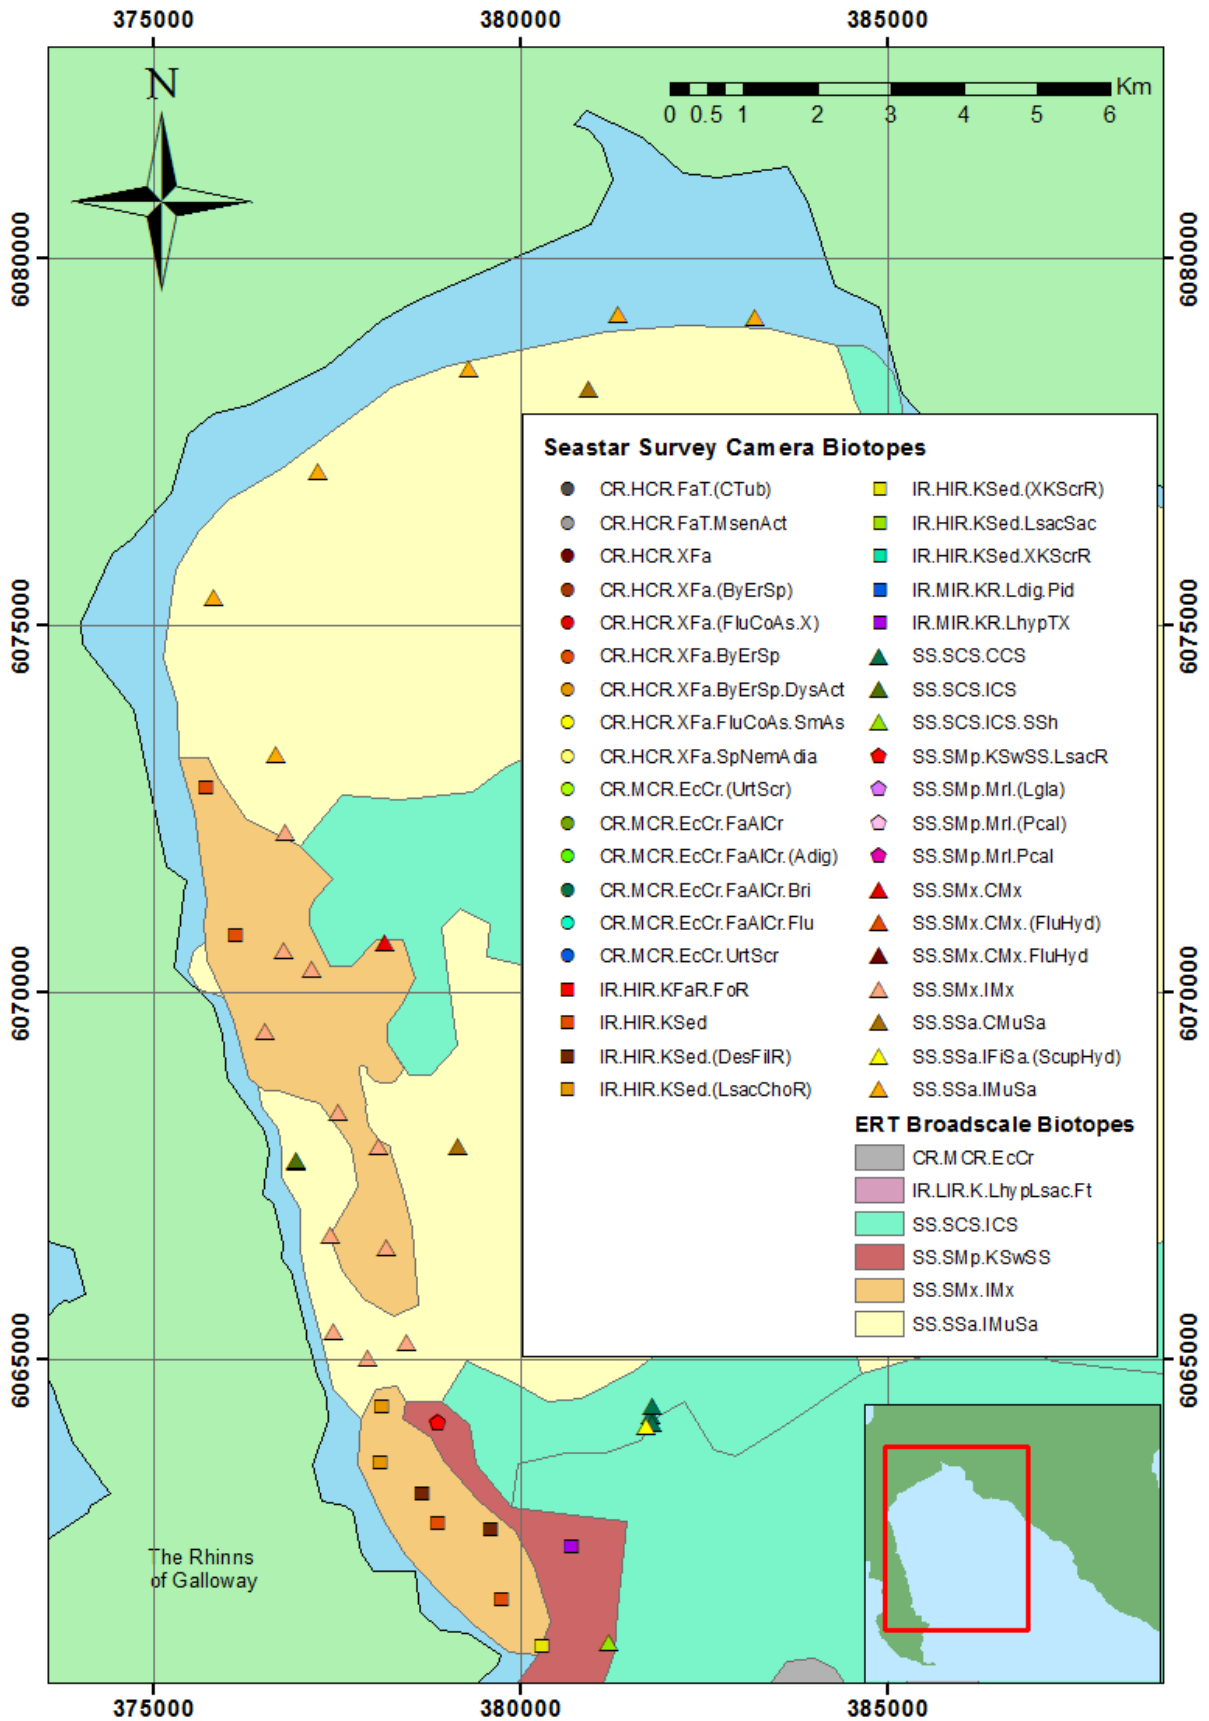 375000 380000 385000
N
Km
0 0.5 1 2 3 4 5 6
6080000 6080000
6075000 6075000
6070000 6070000
6065000 6065000
Seastar Survey Camera Biotopes
CR.HCR.FaT.(CTub)
CR.HCR.FaT.MsenAct
CR.HCR.XFa
CR.HCR.XFa.(ByErSp)
CR.HCR.XFa.(FluCoAs.X)
CR.HCR.XFa.ByErSp
CR.HCR.XFa.ByErSp.DysAct
CR.HCR.XFa.FluCoAs.SmAs
CR.HCR.XFa.SpNemAdia
CR.MCR.EcCr.(UrtScr)
CR.MCR.EcCr.FaAlCr
CR.MCR.EcCr.FaAlCr.(Adig)
CR.MCR.EcCr.FaAlCr.Bri
CR.MCR.EcCr.FaAlCr.Flu
CR.MCR.EcCr.UrtScr
IR.HIR.KFaR.FoR
IR.HIR.KSed
IR.HIR.KSed.(DesFilR)
IR.HIR.KSed.(LsacChoR)
IR.HIR.KSed.(XKScrR)
IR.HIR.KSed.LsacSac
IR.HIR.KSed.XKScrR
IR.MIR.KR.Ldig.Pid
IR.MIR.KR.LhypTX
SS.SCS.CCS
SS.SCS.ICS
SS.SCS.ICS.SSh
SS.SMp.KSwSS.LsacR
SS.SMp.Mrl.(Lgla)
SS.SMp.Mrl.(Pcal)
SS.SMp.Mrl.Pcal
SS.SMx.CMx
SS.SMx.CMx.(FluHyd)
SS.SMx.CMx.FluHyd
SS.SMx.IMx
SS.SSa.CMuSa
SS.SSa.IFiSa.(ScupHyd)
SS.SSa.IMuSa
ERT Broadscale Biotopes
CR.MCR.EcCr
IR.LIR.K.LhypLsac.Ft
SS.SCS.ICS
SS.SMp.KSwSS
SS.SMx.IMx
SS.SSa.IMuSa
The Rhinns
of Galloway
375000 380000 385000